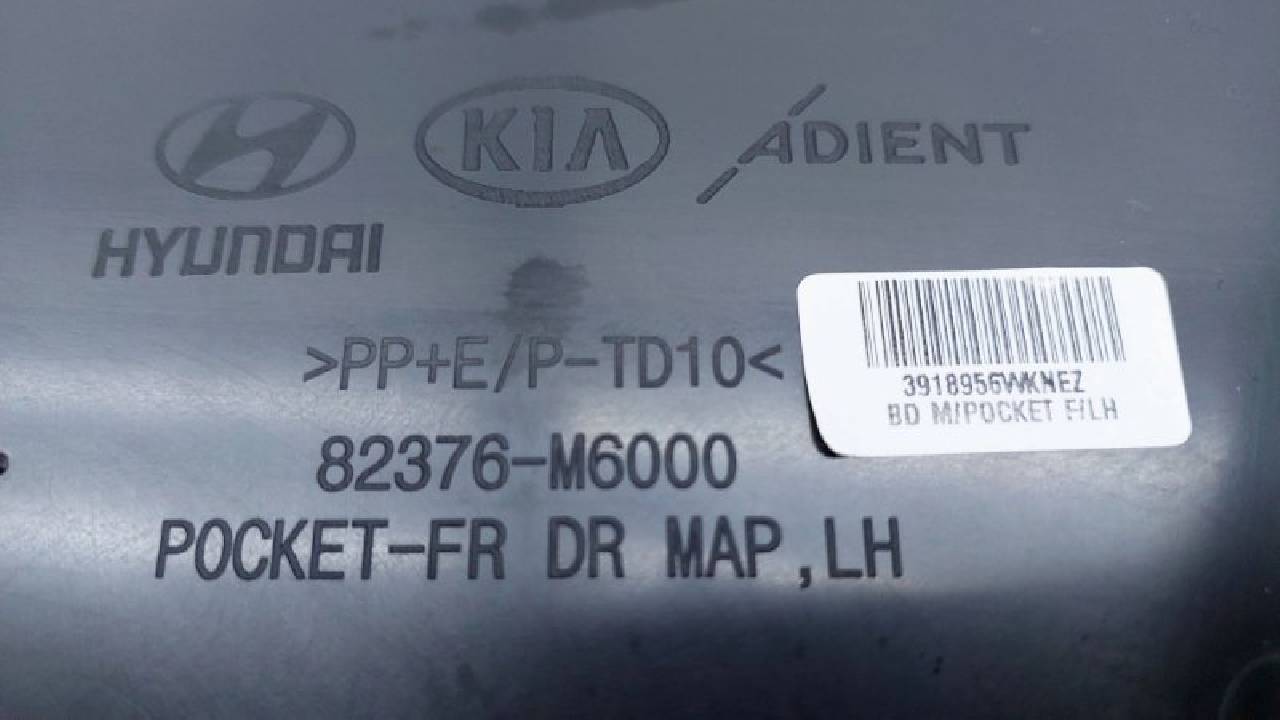 KIA ADIENT
HYUNDAI
>PP+E/P-TD10<
3918956WKNEZ
BD M/POCKET F/LH
82376-M6000
POCKET-FR DR MAP,LH